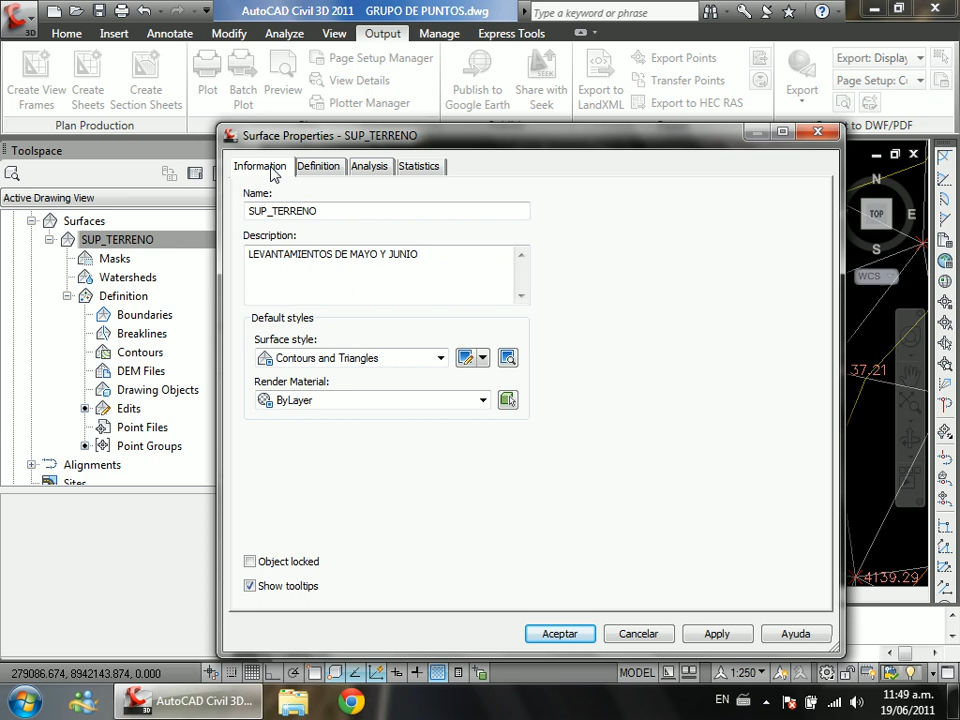 AutoCAD Civil 3D 2011 GRUPO DE PUNTOS.dwg
Type a keyword or phrase
3D
Home Insert Annotate Modify Analyze View Output Manage Express Tools
Create View Frames
Create Sheets
Create Section Sheets
Plot
Batch Plot
Preview
Page Setup Manager
View Details
Plotter Manager
Publish to Google Earth
Share with Seek
Export to LandXML
Export Points
Transfer Points
Export to HEC RAS
Export
Export: Display
Page Setup: C
Plan Production
to DWF/PDF
Toolspace
Active Drawing View
Surfaces
SUP_TERRENO
Masks
Watersheds
Definition
Boundaries
Breaklines
Contours
DEM Files
Drawing Objects
Edits
Point Files
Point Groups
Alignments
Sites
Surface Properties - SUP_TERRENO
Information Definition Analysis Statistics
Name:
SUP_TERRENO
Description:
LEVANTAMIENTOS DE MAYO Y JUNIO
Default styles
Surface style:
Contours and Triangles
Render Material:
ByLayer
Object locked
Show tooltips
Aceptar Cancelar Apply Ayuda
N
TOP
E
S
WCS
37.21
4139.29
279086.674, 8942143.874, 0.000
MODEL
1:250
AutoCAD Civil 3D...
EN
11:49 a.m.
19/06/2011